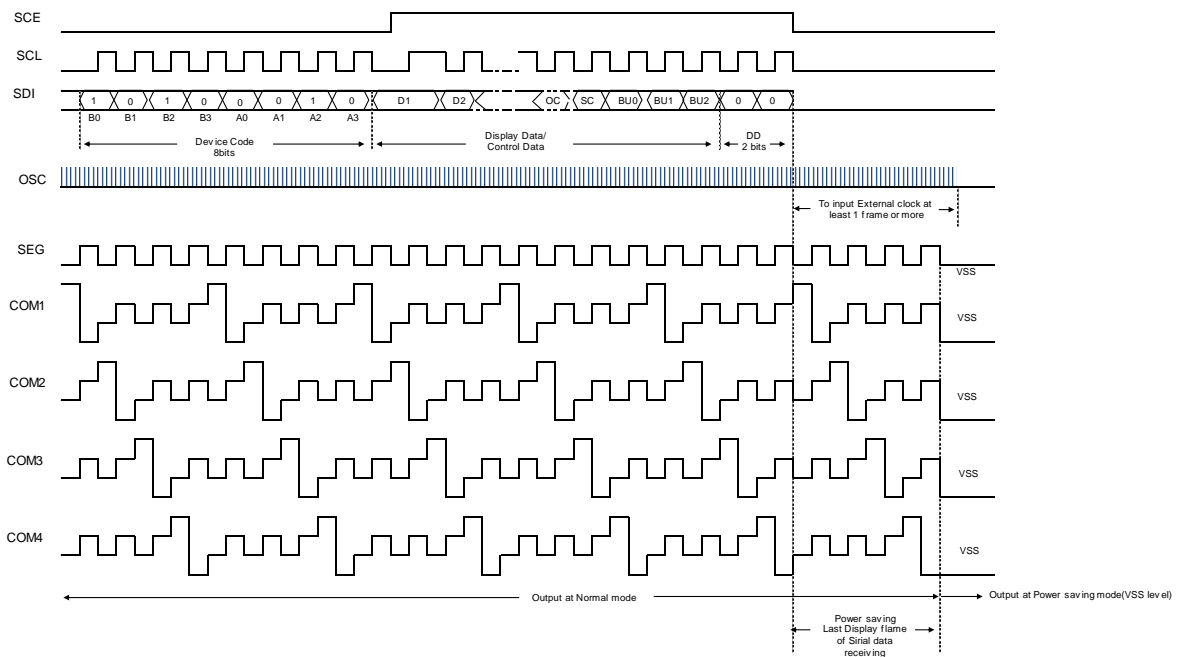 SCE
SCL
SDI
1 0 1 0 0 0 1 0 D1 D2 OC SC BU0 BU1 BU2 0 0
B0 B1 B2 B3 A0 A1 A2 A3
Device Code
8bits
Display Data/
Control Data
DD
2 bits
OSC
To input External clock at
least 1 frame or more
SEG
VSS
COM1
VSS
COM2
VSS
COM3
VSS
COM4
VSS
Output at Normal mode
Output at Power saving mode(VSS level)
Power saving
Last Display flame
of Sirial data
receiving